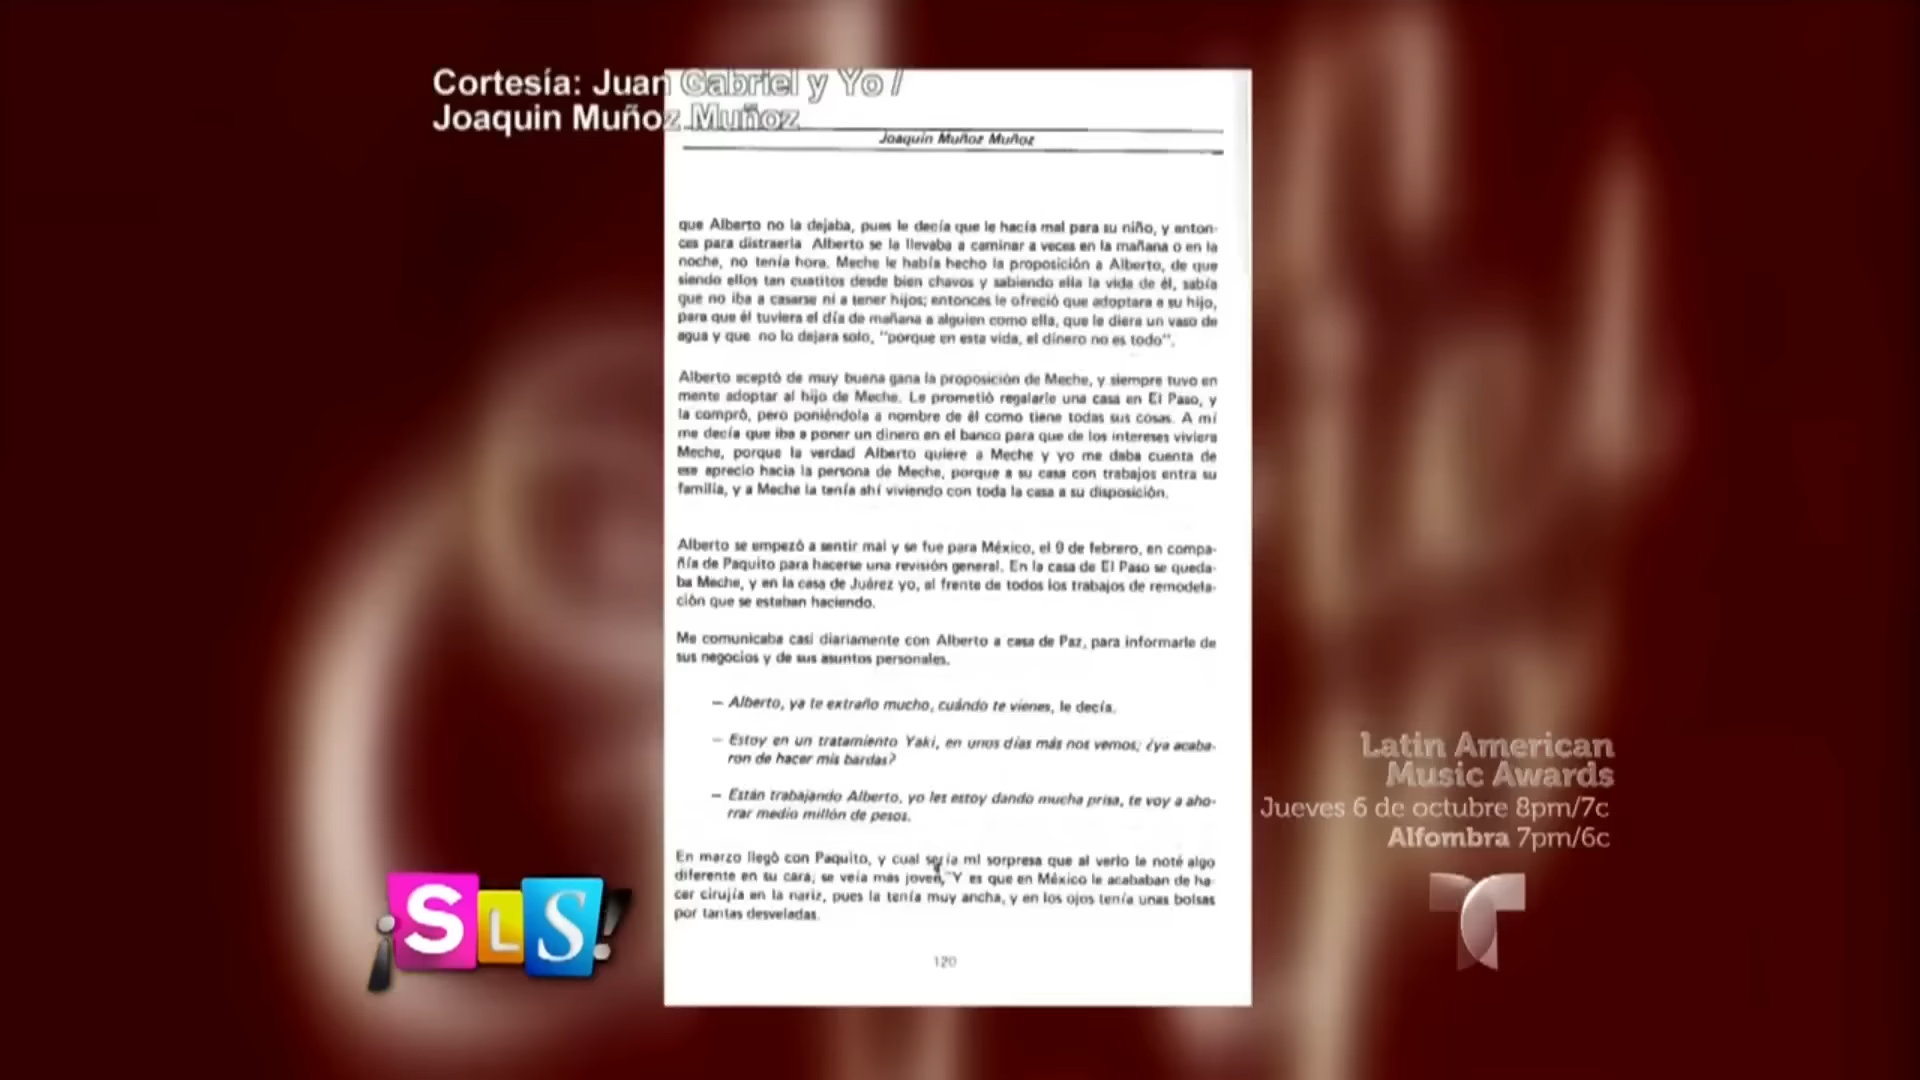 Cortesía: Juan Gabriel y Yo /
Joaquin Muñoz Muñoz
Joaquín Muñoz Muñoz
que Alberto no la dejaba, pues le decía que le hacía mal para su niño, y enton-
ces para distraerla Alberto se la llevaba a caminar a veces en la mañana o en la
noche, no tenía hora. Meche le había hecho la proposición a Alberto, de que
siendo ellos tan cuatitos desde bien chavos y sabiendo ella la vida de él, sabía
que no iba a casarse ni a tener hijos; entonces le ofreció que adoptara a su hijo,
para que él tuviera el día de mañana a alguien como ella, que le diera un vaso de
agua y que no lo dejara solo, "porque en esta vida, el dinero no es todo".
Alberto aceptó de muy buena gana la proposición de Meche, y siempre tuvo en
mente adoptar al hijo de Meche. Le prometió regalarle una casa en El Paso, y
la compró, pero poniéndola a nombre de él como tiene todas sus cosas. A mí
me decía que iba a poner un dinero en el banco para que de los intereses viviera
Meche, porque la verdad Alberto quiere a Meche y yo me daba cuenta de
ese aprecio hacia la persona de Meche, porque a su casa con trabajos entra su
familia, y a Meche la tenía ahí viviendo con toda la casa a su disposición.
Alberto se empezó a sentir mal y se fue para México, el 9 de febrero, en compa-
ñía de Paquito para hacerse una revisión general. En la casa de El Paso se queda-
ba Meche, y en la casa de Juárez yo, al frente de todos los trabajos de remodela-
ción que se estaban haciendo.
Me comunicaba casi diariamente con Alberto a casa de Paz, para informarle de
sus negocios y de sus asuntos personales.
— Alberto, ya te extraño mucho, cuándo te vienes, le decía.
— Estoy en un tratamiento Yaki, en unos días más nos vemos; ¿ya acaba-
ron de hacer mis bardas?
— Están trabajando Alberto, yo les estoy dando mucha prisa, te voy a aho-
rrar medio millón de pesos.
En marzo llegó con Paquito, y cual sería mi sorpresa que al verlo le noté algo
diferente en su cara; se veía más joven, Y es que en México le acababan de ha-
cer cirujía en la nariz, pues la tenía muy ancha, y en los ojos tenía unas bolsas
por tantas desveladas.
120
¡SLS!
Latin American
Music Awards
Jueves 6 de octubre 8pm/7c
Alfombra 7pm/6c
T